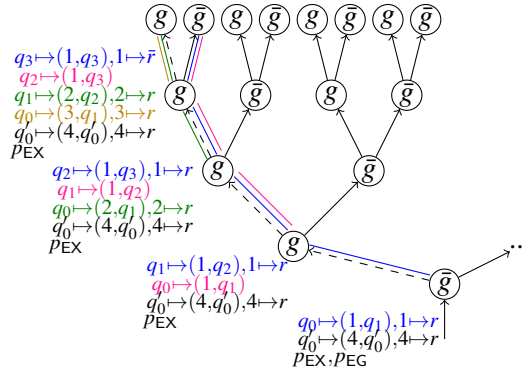 g ḡ g ḡ g ḡ g ḡ
q₃↦(1,q₃),1↦r̄
q₂↦(1,q₃)
q₁↦(2,q₂),2↦r
q₀↦(3,q₁),3↦r
q₀′↦(4,q₀′),4↦r
p_EX
g ḡ g ḡ
q₂↦(1,q₃),1↦r
q₁↦(1,q₂)
q₀↦(2,q₁),2↦r
q₀′↦(4,q₀′),4↦r
p_EX
g ḡ
q₁↦(1,q₂),1↦r
q₀↦(1,q₁)
q₀′↦(4,q₀′),4↦r
p_EX
g
..
ḡ
q₀↦(1,q₁),1↦r
q₀′↦(4,q₀′),4↦r
p_EX,p_EG